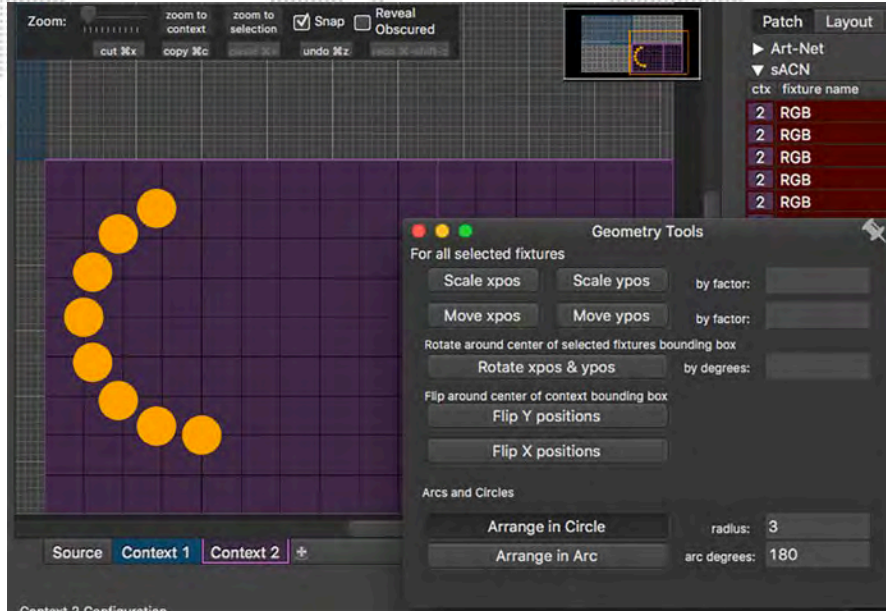 Zoom:
zoom to context
zoom to selection
Snap
Reveal Obscured
cut ⌘x
copy ⌘c
undo ⌘z
Patch
Layout
▶ Art-Net
▼ sACN
ctx fixture name
2 RGB
2 RGB
2 RGB
2 RGB
2 RGB
Geometry Tools
For all selected fixtures
Scale xpos
Scale ypos
by factor:
Move xpos
Move ypos
by factor:
Rotate around center of selected fixtures bounding box
Rotate xpos & ypos
by degrees:
Flip around center of context bounding box
Flip Y positions
Flip X positions
Arcs and Circles
Arrange in Circle
radius: 3
Arrange in Arc
arc degrees: 180
Source
Context 1
Context 2
+
Context 2 Configuration